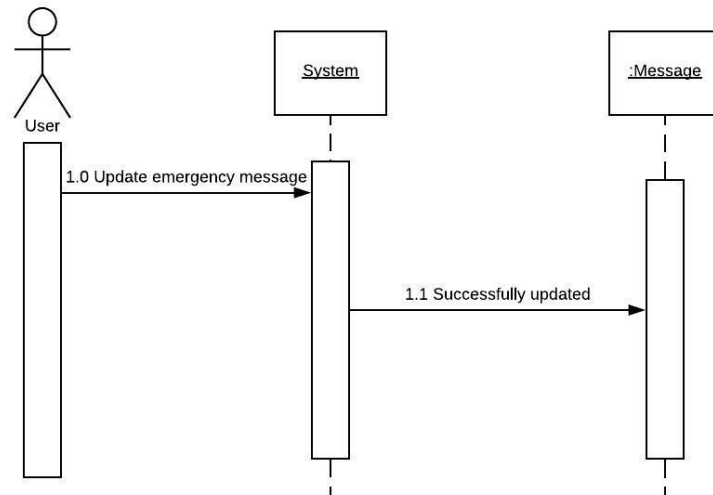 System
:Message
User
1.0 Update emergency message
1.1 Successfully updated